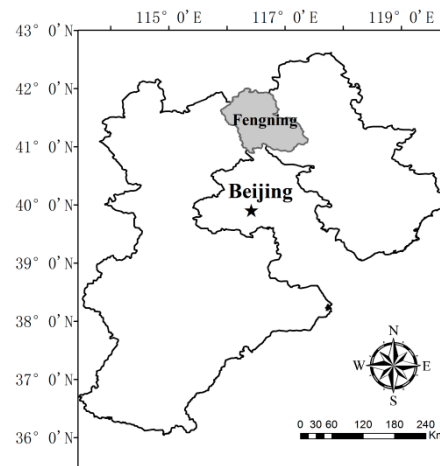 115° 0'E 117° 0'E 119° 0'E
43° 0'N
42° 0'N
Fengning
41° 0'N
Beijing
40° 0'N
39° 0'N
38° 0'N
N
37° 0'N
W E
S
36° 0'N
0 30 60 120 180 240
Km